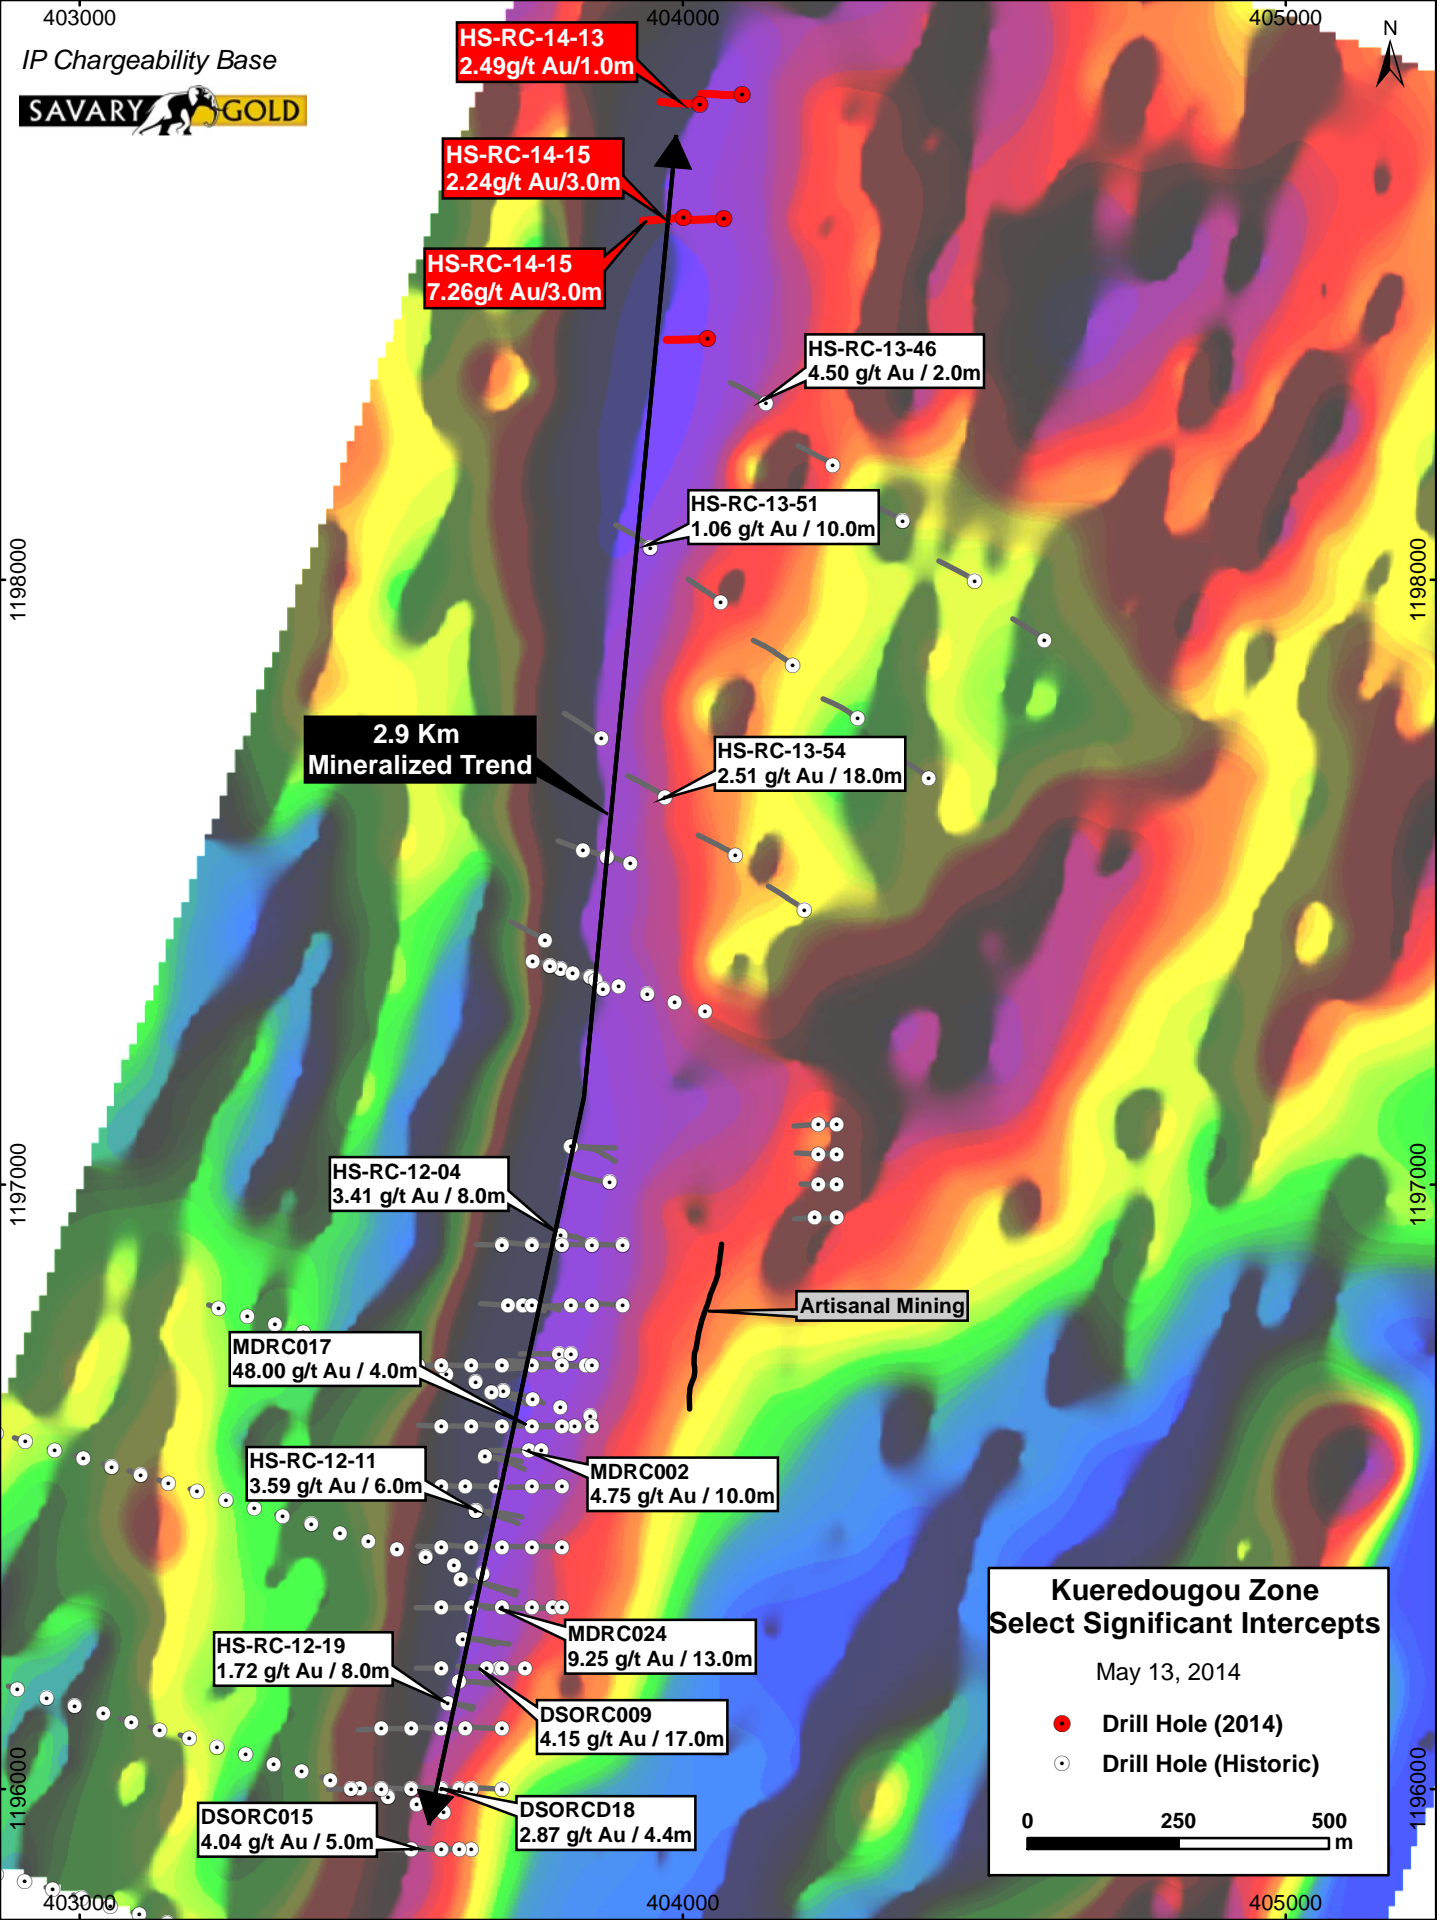 403000
404000
405000
IP Chargeability Base
SAVARY GOLD
N
HS-RC-14-13
2.49g/t Au/1.0m
HS-RC-14-15
2.24g/t Au/3.0m
HS-RC-14-15
7.26g/t Au/3.0m
HS-RC-13-46
4.50 g/t Au / 2.0m
HS-RC-13-51
1.06 g/t Au / 10.0m
1198000
1198000
2.9 Km
Mineralized Trend
HS-RC-13-54
2.51 g/t Au / 18.0m
HS-RC-12-04
3.41 g/t Au / 8.0m
1197000
1197000
Artisanal Mining
MDRC017
48.00 g/t Au / 4.0m
HS-RC-12-11
3.59 g/t Au / 6.0m
MDRC002
4.75 g/t Au / 10.0m
HS-RC-12-19
1.72 g/t Au / 8.0m
MDRC024
9.25 g/t Au / 13.0m
DSORC009
4.15 g/t Au / 17.0m
DSORC015
4.04 g/t Au / 5.0m
DSORCD18
2.87 g/t Au / 4.4m
1196000
1196000
Kueredougou Zone
Select Significant Intercepts
May 13, 2014
Drill Hole (2014)
Drill Hole (Historic)
0 250 500
m
403000
404000
405000